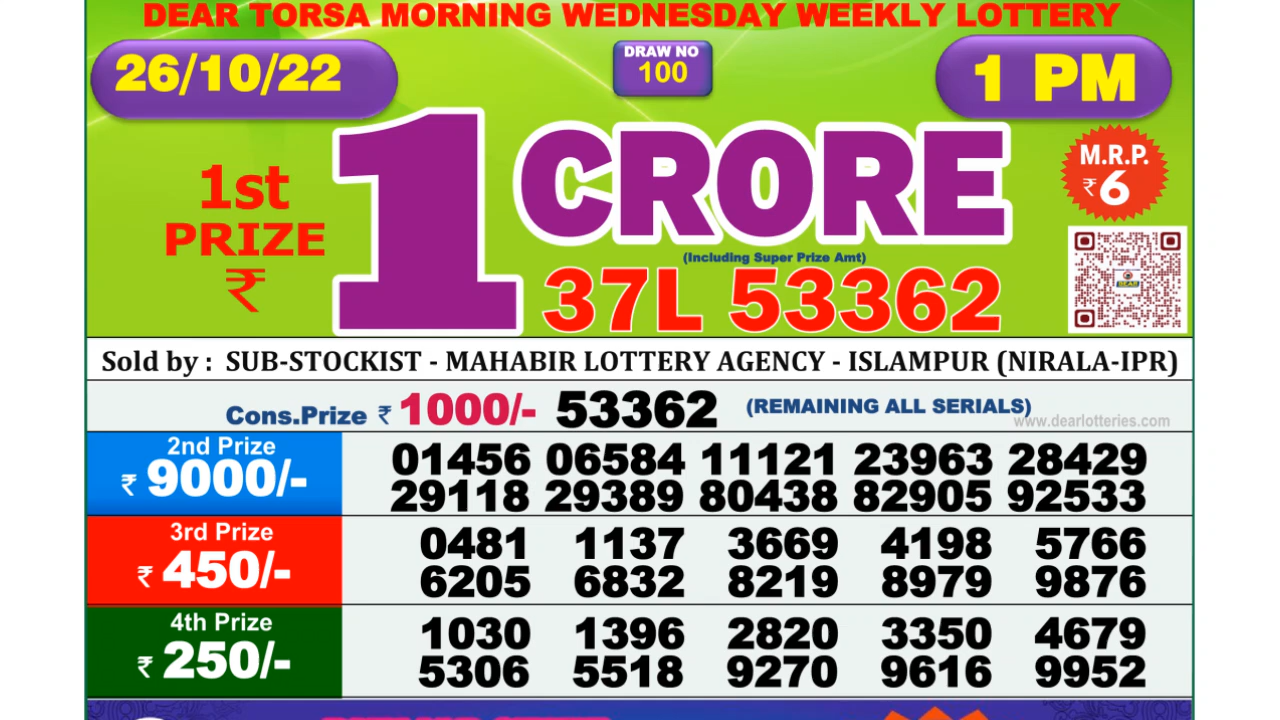 DEAR TORSA MORNING WEDNESDAY WEEKLY LOTTERY
26/10/22
DRAW NO
100
1 PM
1st
PRIZE
₹
1 CRORE
(Including Super Prize Amt)
37L 53362
M.R.P.
₹6
DEAR
Sold by : SUB-STOCKIST - MAHABIR LOTTERY AGENCY - ISLAMPUR (NIRALA-IPR)
Cons.Prize ₹ 1000/- 53362 (REMAINING ALL SERIALS)
www.dearlotteries.com
2nd Prize
₹ 9000/-
01456 06584 11121 23963 28429
29118 29389 80438 82905 92533
3rd Prize
₹ 450/-
0481 1137 3669 4198 5766
6205 6832 8219 8979 9876
4th Prize
₹ 250/-
1030 1396 2820 3350 4679
5306 5518 9270 9616 9952